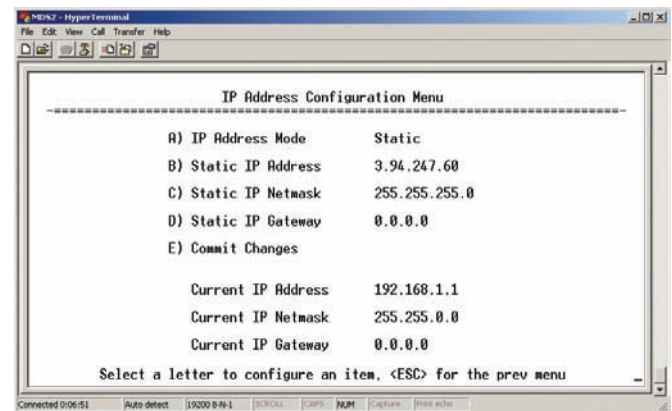 MDS2 - HyperTerminal
File Edit View Call Transfer Help
IP Address Configuration Menu
-==========================================================================-
A) IP Address Mode Static
B) Static IP Address 3.94.247.60
C) Static IP Netmask 255.255.255.0
D) Static IP Gateway 0.0.0.0
E) Commit Changes
Current IP Address 192.168.1.1
Current IP Netmask 255.255.0.0
Current IP Gateway 0.0.0.0
Select a letter to configure an item, <ESC> for the prev menu
Connected 0:06:51 Auto detect 19200 8-N-1 SCROLL CAPS NUM Capture Print echo